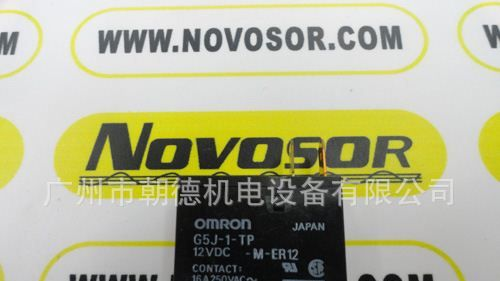 WWW.NOVOSOR.COM
NOVOSOR
广州市朝德机电设备有限公司
OMRON JAPAN
G5J-1-TP
12VDC -M-ER12
CONTACT:
16A250VAC